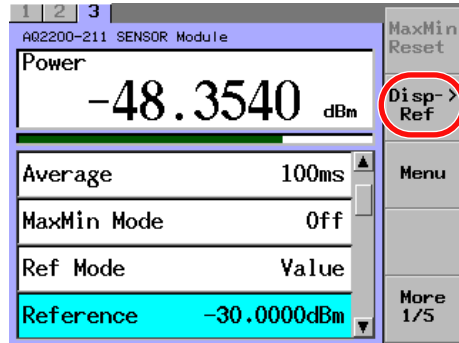 1 2 3
AQ2200-211 SENSOR Module
Power
-48.3540 dBm
Average 100ms
MaxMin Mode Off
Ref Mode Value
Reference -30.0000dBm
MaxMin
Reset
Disp->
Ref
Menu
More
1/5